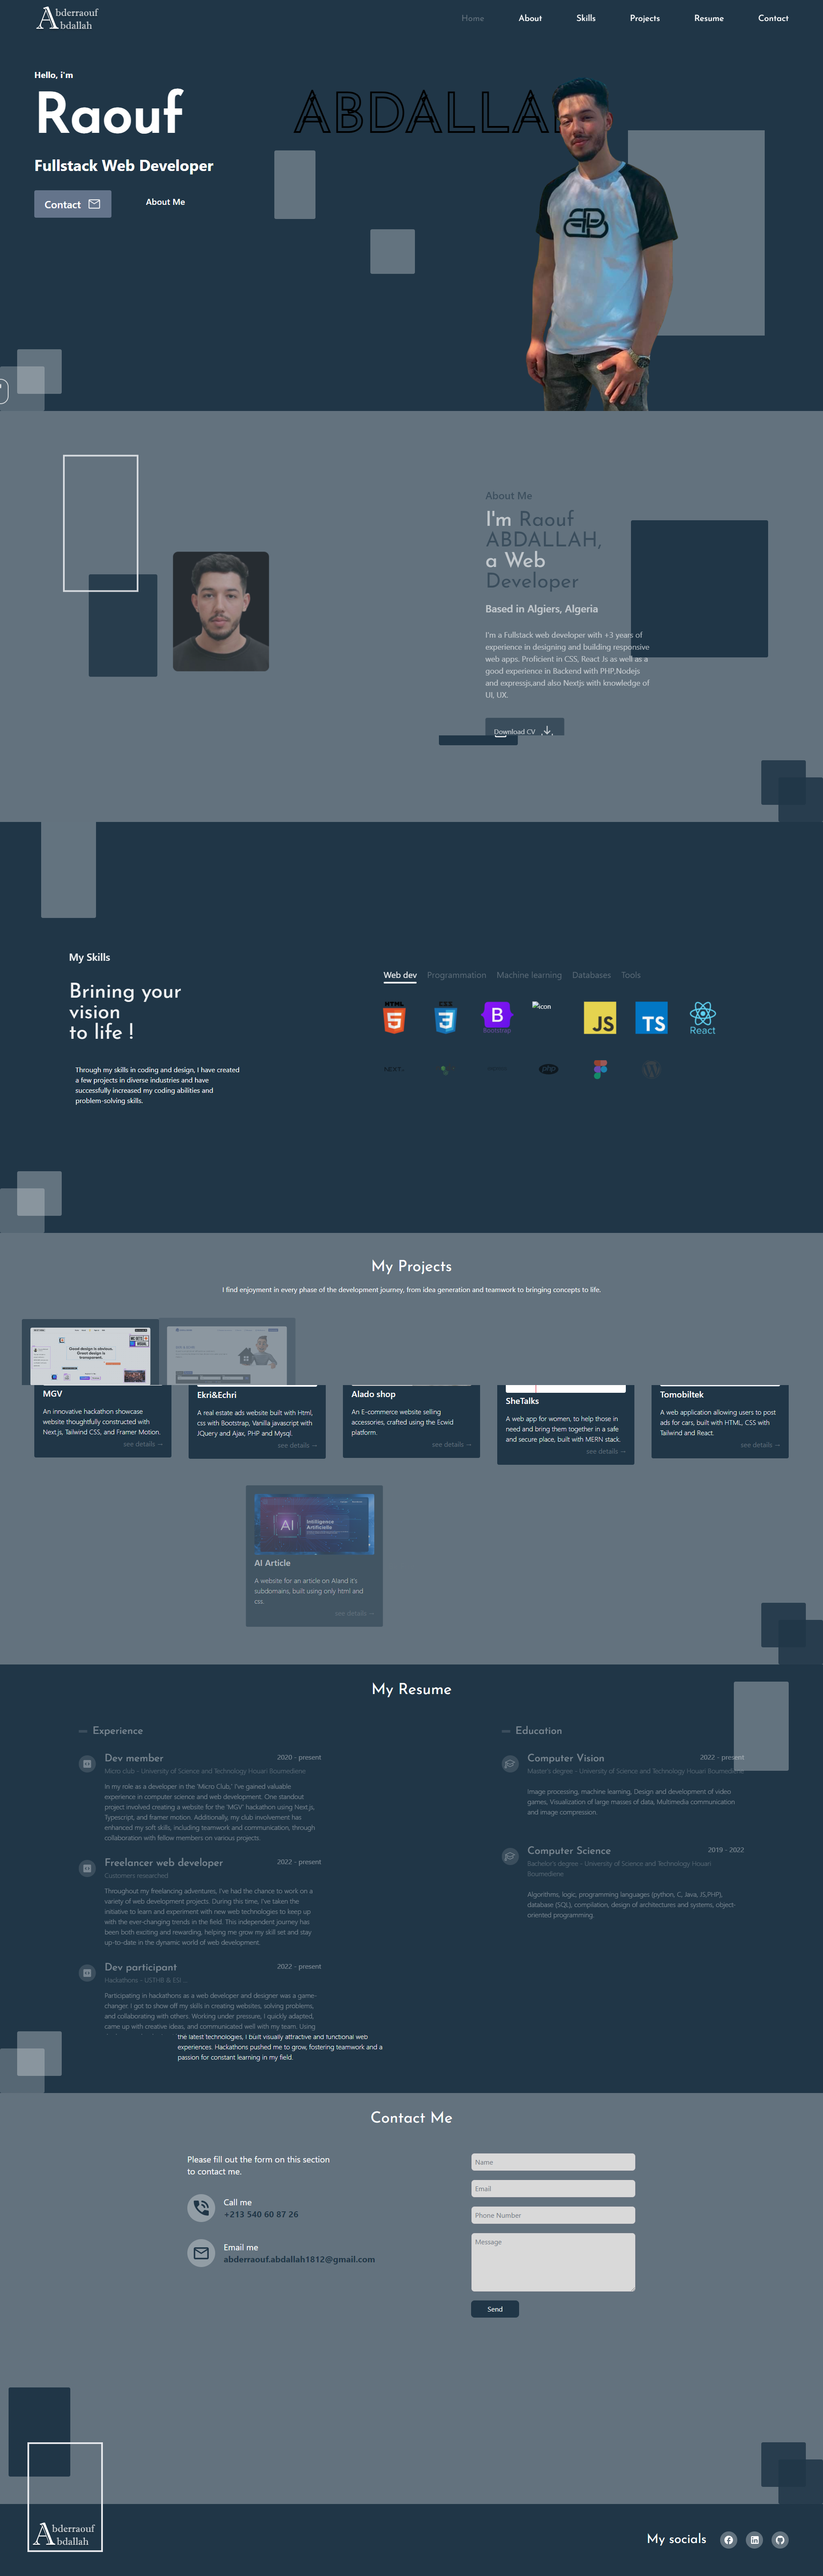 Abderraouf
Abdallah
Home About Skills Projects Resume Contact
Hello, i'm
Raouf
ABDALLA
Fullstack Web Developer
Contact
About Me
About Me
I'm Raouf
ABDALLAH,
a Web
Developer
Based in Algiers, Algeria
I'm a Fullstack web developer with +3 years of
experience in designing and building responsive
web apps. Proficient in CSS, React Js as well as a
good experience in Backend with PHP,Nodejs
and expressjs,and also Nextjs with knowledge of
UI, UX.
Download CV
My Skills
Brining your
vision
to life !
Through my skills in coding and design, I have created
a few projects in diverse industries and have
successfully increased my coding abilities and
problem-solving skills.
Web dev Programmation Machine learning Databases Tools
HTML
5
CSS
3
B
Bootstrap
icon
JS
TS
React
NEXT
php
My Projects
I find enjoyment in every phase of the development journey, from idea generation and teamwork to bringing concepts to life.
Good design is obvious.
Great design is
transparent.
MGV
An innovative hackathon showcase
website thoughtfully constructed with
Next.js, Tailwind CSS, and Framer Motion.
see details →
Ekri&Echri
A real estate ads website built with Html,
css with Bootstrap, Vanilla javascript with
JQuery and Ajax, PHP and Mysql.
see details →
Alado shop
An E-commerce website selling
accessories, crafted using the Ecwid
platform.
see details →
SheTalks
A web app for women, to help those in
need and bring them together in a safe
and secure place, built with MERN stack.
see details →
Tomobiltek
A web application allowing users to post
ads for cars, built with HTML, CSS with
Tailwind and React.
see details →
AI
Intelligence
Artificielle
AI Article
A website for an article on AIand it's
subdomains, built using only html and
css.
see details →
My Resume
Experience
Dev member
2020 - present
Micro club - University of Science and Technology Houari Boumediene
In my role as a developer in the 'Micro Club,' I've gained valuable
experience in computer science and web development. One standout
project involved creating a website for the 'MGV' hackathon using Next.js,
Typescript, and framer motion. Additionally, my club involvement has
enhanced my soft skills, including teamwork and communication, through
collaboration with fellow members on various projects.
Freelancer web developer
2022 - present
Customers researched
Throughout my freelancing adventures, I've had the chance to work on a
variety of web development projects. During this time, I've taken the
initiative to learn and experiment with new web technologies to keep up
with the ever-changing trends in the field. This independent journey has
been both exciting and rewarding, helping me grow my skill set and stay
up-to-date in the dynamic world of web development.
Dev participant
2022 - present
Hackathons - USTHB & ESI ...
Participating in hackathons as a web developer and designer was a game-
changer. I got to show off my skills in creating websites, solving problems,
and collaborating with others. Working under pressure, I quickly adapted,
came up with creative ideas, and communicated well with my team. Using
the latest technologies, I built visually attractive and functional web
experiences. Hackathons pushed me to grow, fostering teamwork and a
passion for constant learning in my field.
Education
Computer Vision
2022 - present
Master's degree - University of Science and Technology Houari Boumediene
Image processing, machine learning, Design and development of video
games, Visualization of large masses of data, Multimedia communication
and image compression.
Computer Science
2019 - 2022
Bachelor's degree - University of Science and Technology Houari
Boumediene
Algorithms, logic, programming languages (python, C, Java, JS,PHP),
database (SQL), compilation, design of architectures and systems, object-
oriented programming.
Contact Me
Please fill out the form on this section
to contact me.
Call me
+213 540 60 87 26
Email me
abderraouf.abdallah1812@gmail.com
Name
Email
Phone Number
Message
Send
Abderraouf
Abdallah
My socials